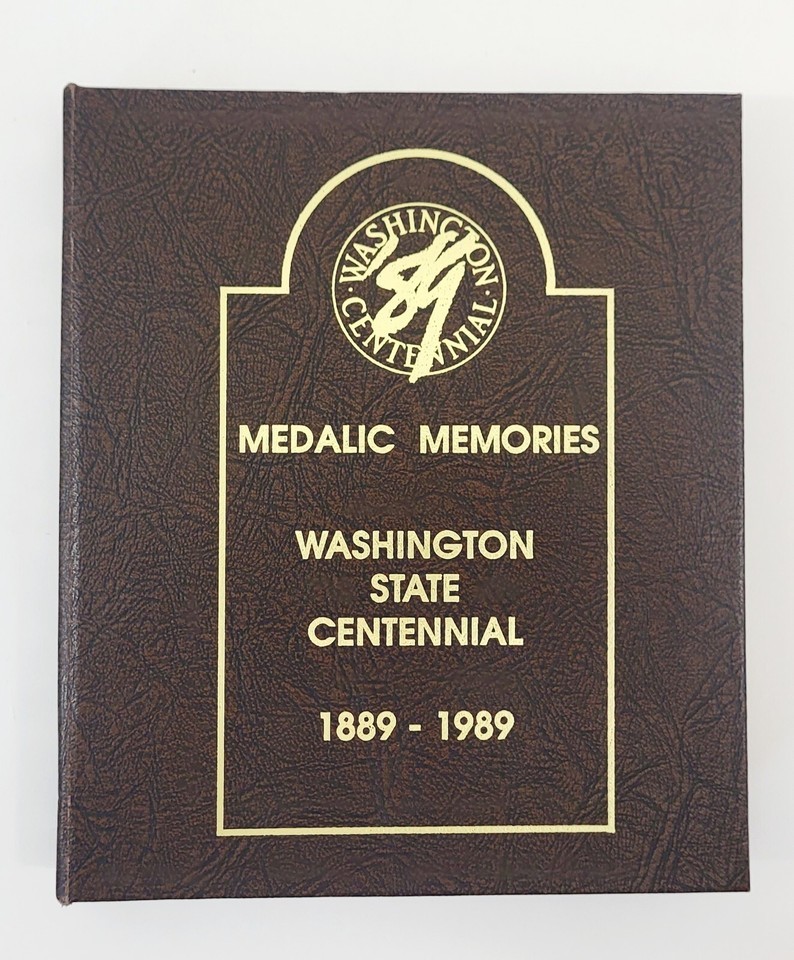 WASHINGTON
89
· CENTENNIAL ·
MEDALIC MEMORIES
WASHINGTON
STATE
CENTENNIAL
1889 - 1989